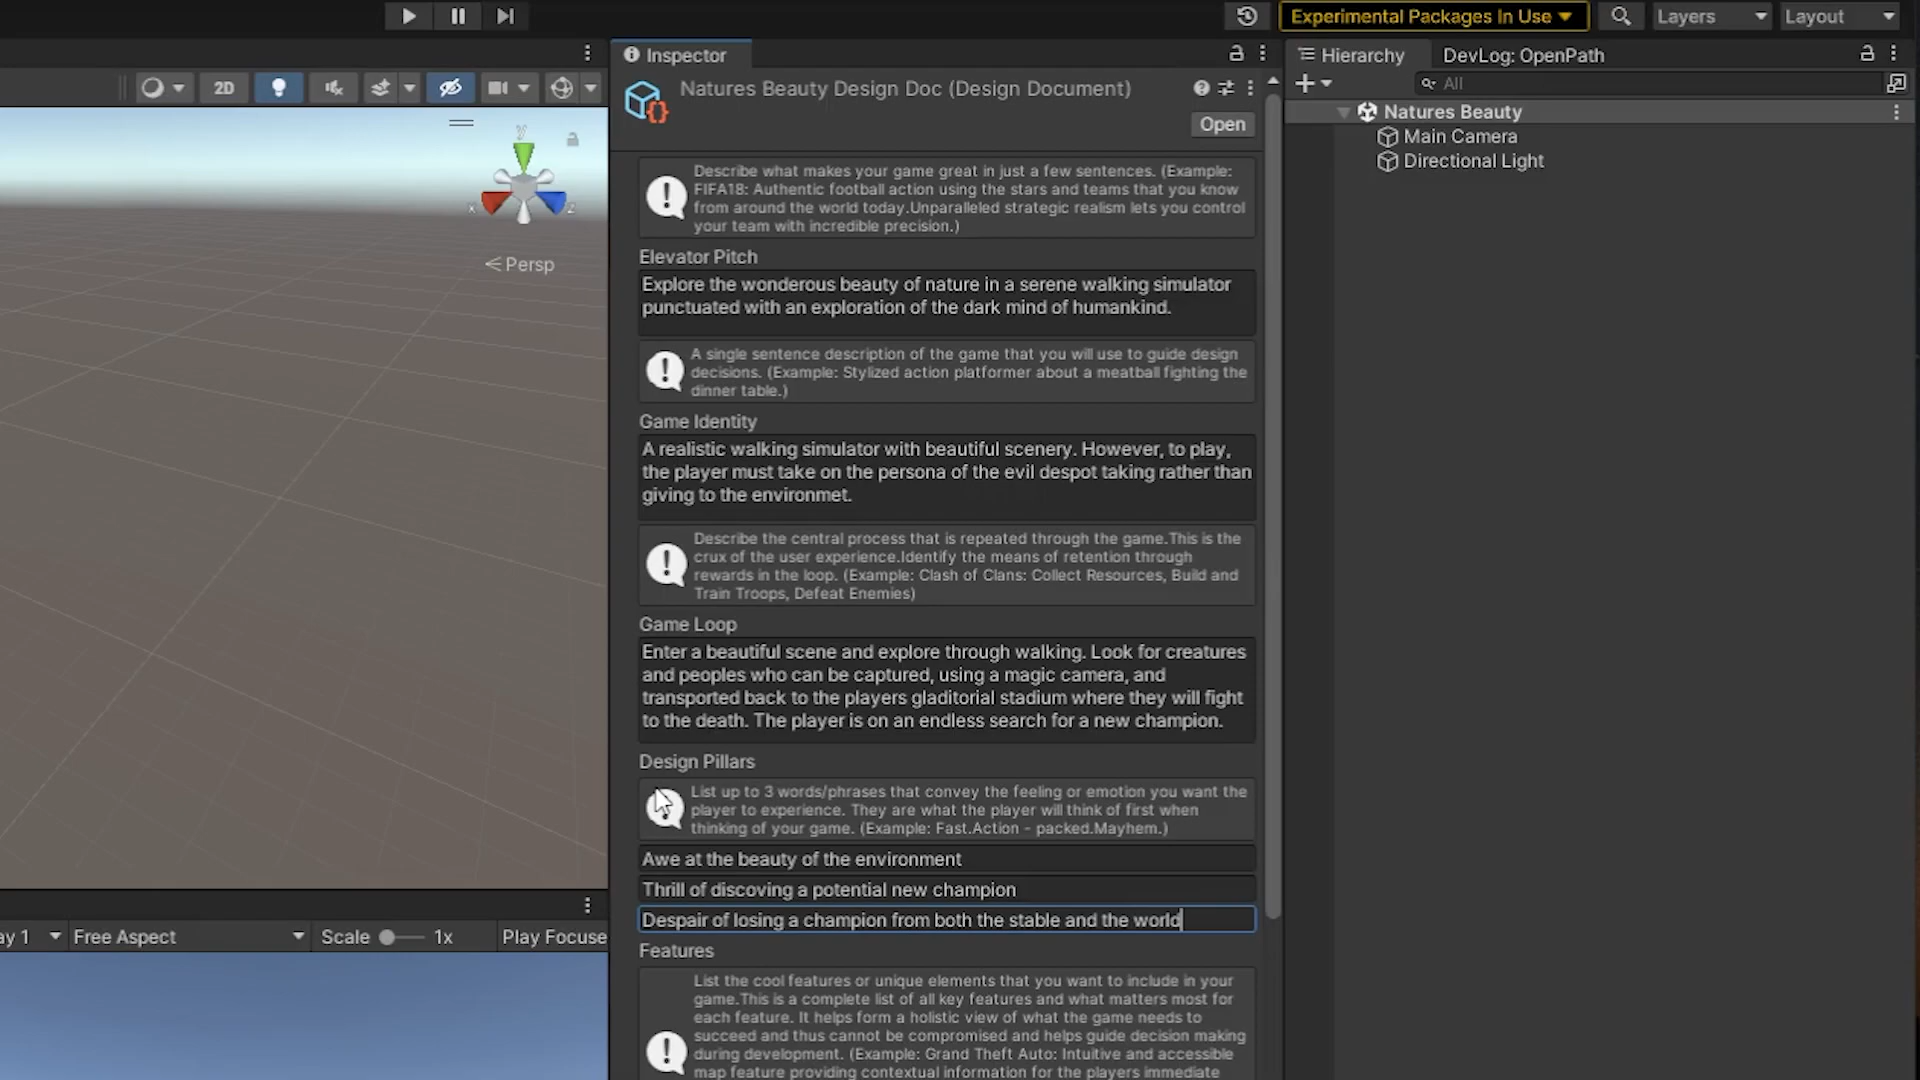 Experimental Packages In Use
Layers
Layout
Inspector
Hierarchy
DevLog: OpenPath
2D
Natures Beauty Design Doc (Design Document)
Open
All
Natures Beauty
Main Camera
Directional Light
y
x
z
Persp
Describe what makes your game great in just a few sentences. (Example:
FIFA18: Authentic football action using the stars and teams that you know
from around the world today.Unparalleled strategic realism lets you control
your team with incredible precision.)
Elevator Pitch
Explore the wonderous beauty of nature in a serene walking simulator
punctuated with an exploration of the dark mind of humankind.
A single sentence description of the game that you will use to guide design
decisions. (Example: Stylized action platformer about a meatball fighting the
dinner table.)
Game Identity
A realistic walking simulator with beautiful scenery. However, to play,
the player must take on the persona of the evil despot taking rather than
giving to the environmet.
Describe the central process that is repeated through the game.This is the
crux of the user experience.Identify the means of retention through
rewards in the loop. (Example: Clash of Clans: Collect Resources, Build and
Train Troops, Defeat Enemies)
Game Loop
Enter a beautiful scene and explore through walking. Look for creatures
and peoples who can be captured, using a magic camera, and
transported back to the players gladitorial stadium where they will fight
to the death. The player is on an endless search for a new champion.
Design Pillars
List up to 3 words/phrases that convey the feeling or emotion you want the
player to experience. They are what the player will think of first when
thinking of your game. (Example: Fast.Action - packed.Mayhem.)
Awe at the beauty of the environment
Thrill of discoving a potential new champion
Despair of losing a champion from both the stable and the world
ay 1
Free Aspect
Scale
1x
Play Focuse
Features
List the cool features or unique elements that you want to include in your
game.This is a complete list of all key features and what matters most for
each feature. It helps form a holistic view of what the game needs to
succeed and thus cannot be compromised and helps guide decision making
during development. (Example: Grand Theft Auto: Intuitive and accessible
map feature providing contextual information for the players immediate